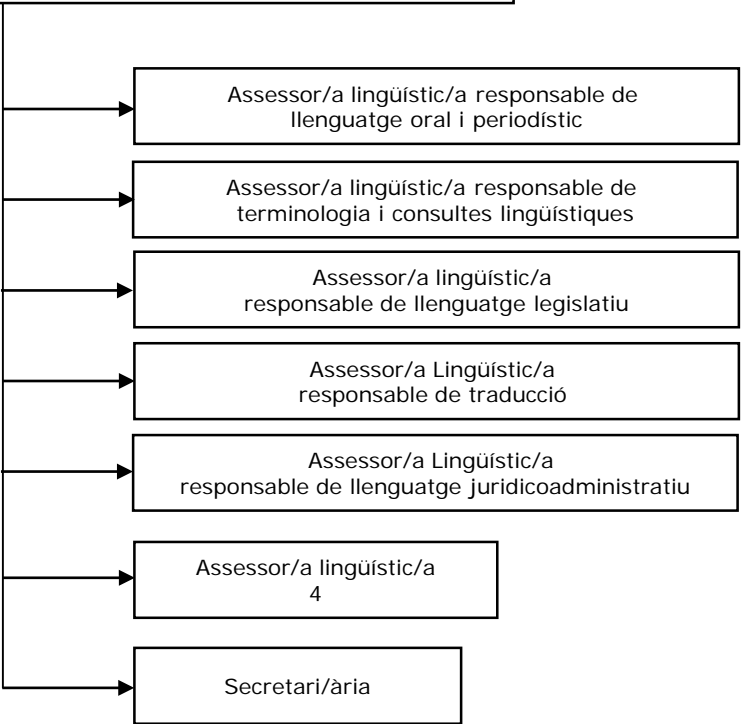 Assessor/a lingüístic/a responsable de
llenguatge oral i periodístic
Assessor/a lingüístic/a responsable de
terminologia i consultes lingüístiques
Assessor/a lingüístic/a
responsable de llenguatge legislatiu
Assessor/a Lingüístic/a
responsable de traducció
Assessor/a Lingüístic/a
responsable de llenguatge juridicoadministratiu
Assessor/a lingüístic/a
4
Secretari/ària